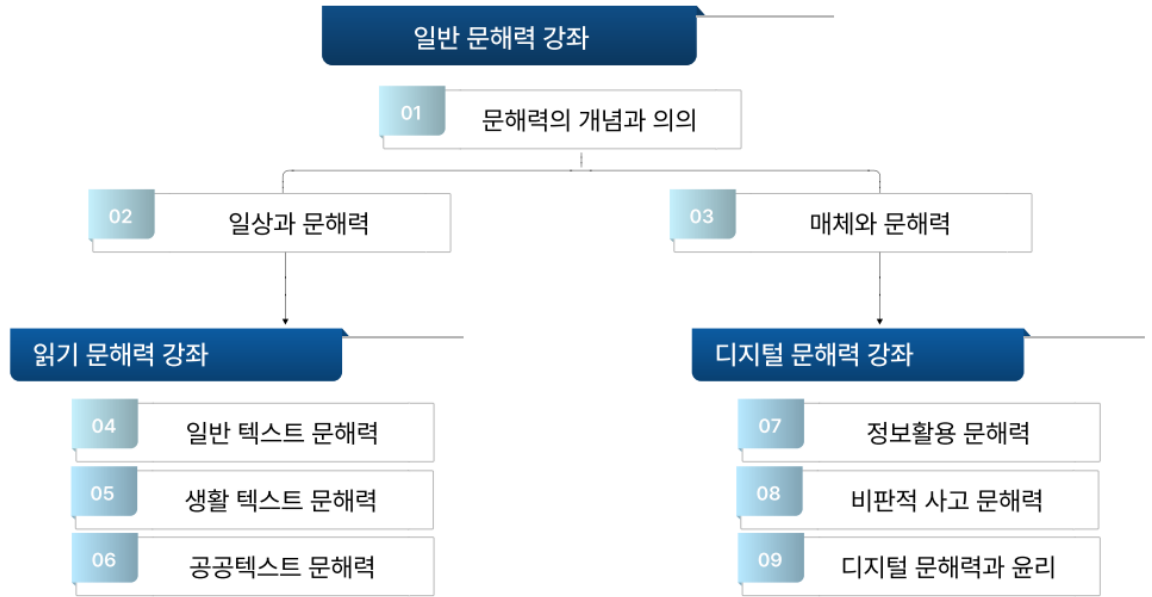 일반 문해력 강좌
01
문해력의 개념과 의의
02
일상과 문해력
03
매체와 문해력
읽기 문해력 강좌
04
일반 텍스트 문해력
05
생활 텍스트 문해력
06
공공텍스트 문해력
디지털 문해력 강좌
07
정보활용 문해력
08
비판적 사고 문해력
09
디지털 문해력과 윤리